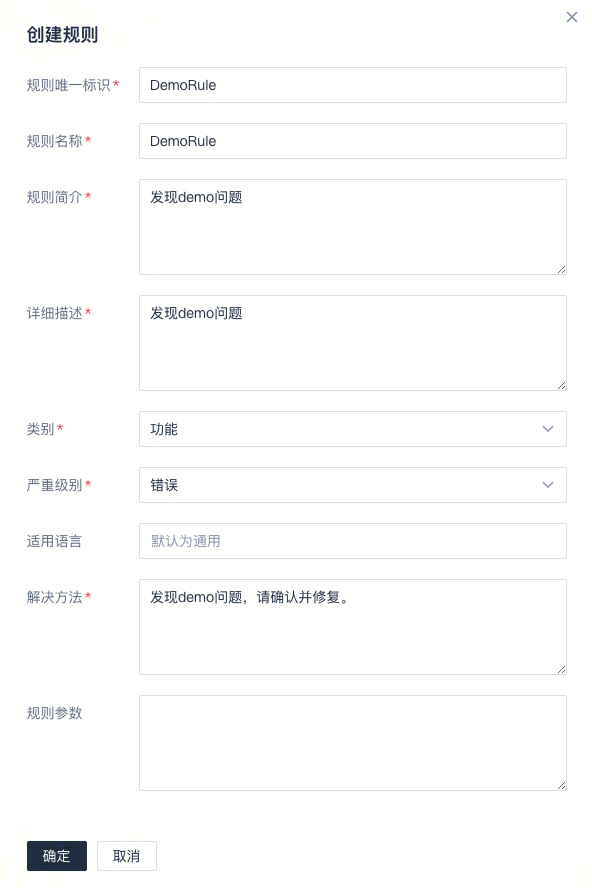 创建规则
规则唯一标识*
DemoRule
规则名称*
DemoRule
规则简介*
发现demo问题
详细描述*
发现demo问题
类别*
功能
严重级别*
错误
适用语言
默认为通用
解决方法*
发现demo问题，请确认并修复。
规则参数
确定
取消